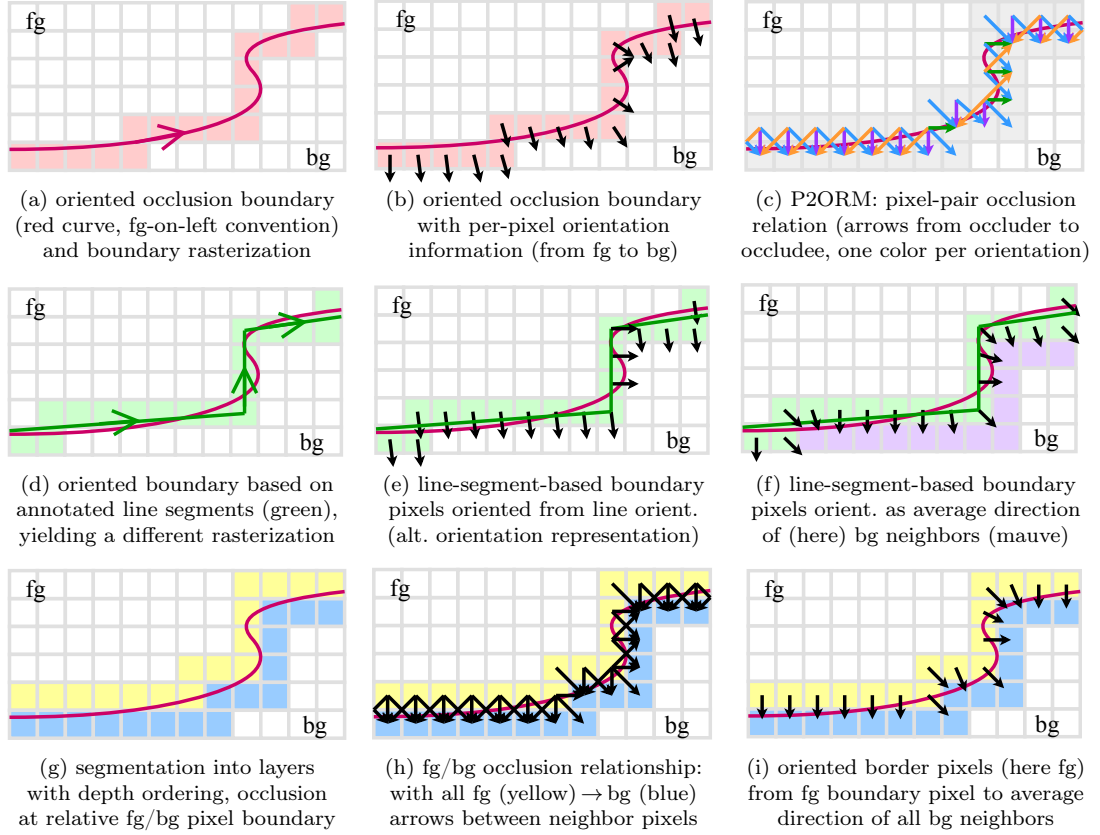 fg
bg
(a) oriented occlusion boundary
(red curve, fg-on-left convention)
and boundary rasterization
bg
(b) oriented occlusion boundary
with per-pixel orientation
information (from fg to bg)
fg
bg
(c) P2ORM: pixel-pair occlusion
relation (arrows from occluder to
occludee, one color per orientation)
fg
bg
(d) oriented boundary based on
annotated line segments (green),
yielding a different rasterization
fg
bg
(e) line-segment-based boundary
pixels oriented from line orient.
(alt. orientation representation)
fg
bg
(f) line-segment-based boundary
pixels orient. as average direction
of (here) bg neighbors (mauve)
fg
bg
(g) segmentation into layers
with depth ordering, occlusion
at relative fg/bg pixel boundary
fg
bg
(h) fg/bg occlusion relationship:
with all fg (yellow) → bg (blue)
arrows between neighbor pixels
fg
bg
(i) oriented border pixels (here fg)
from fg boundary pixel to average
direction of all bg neighbors
fg